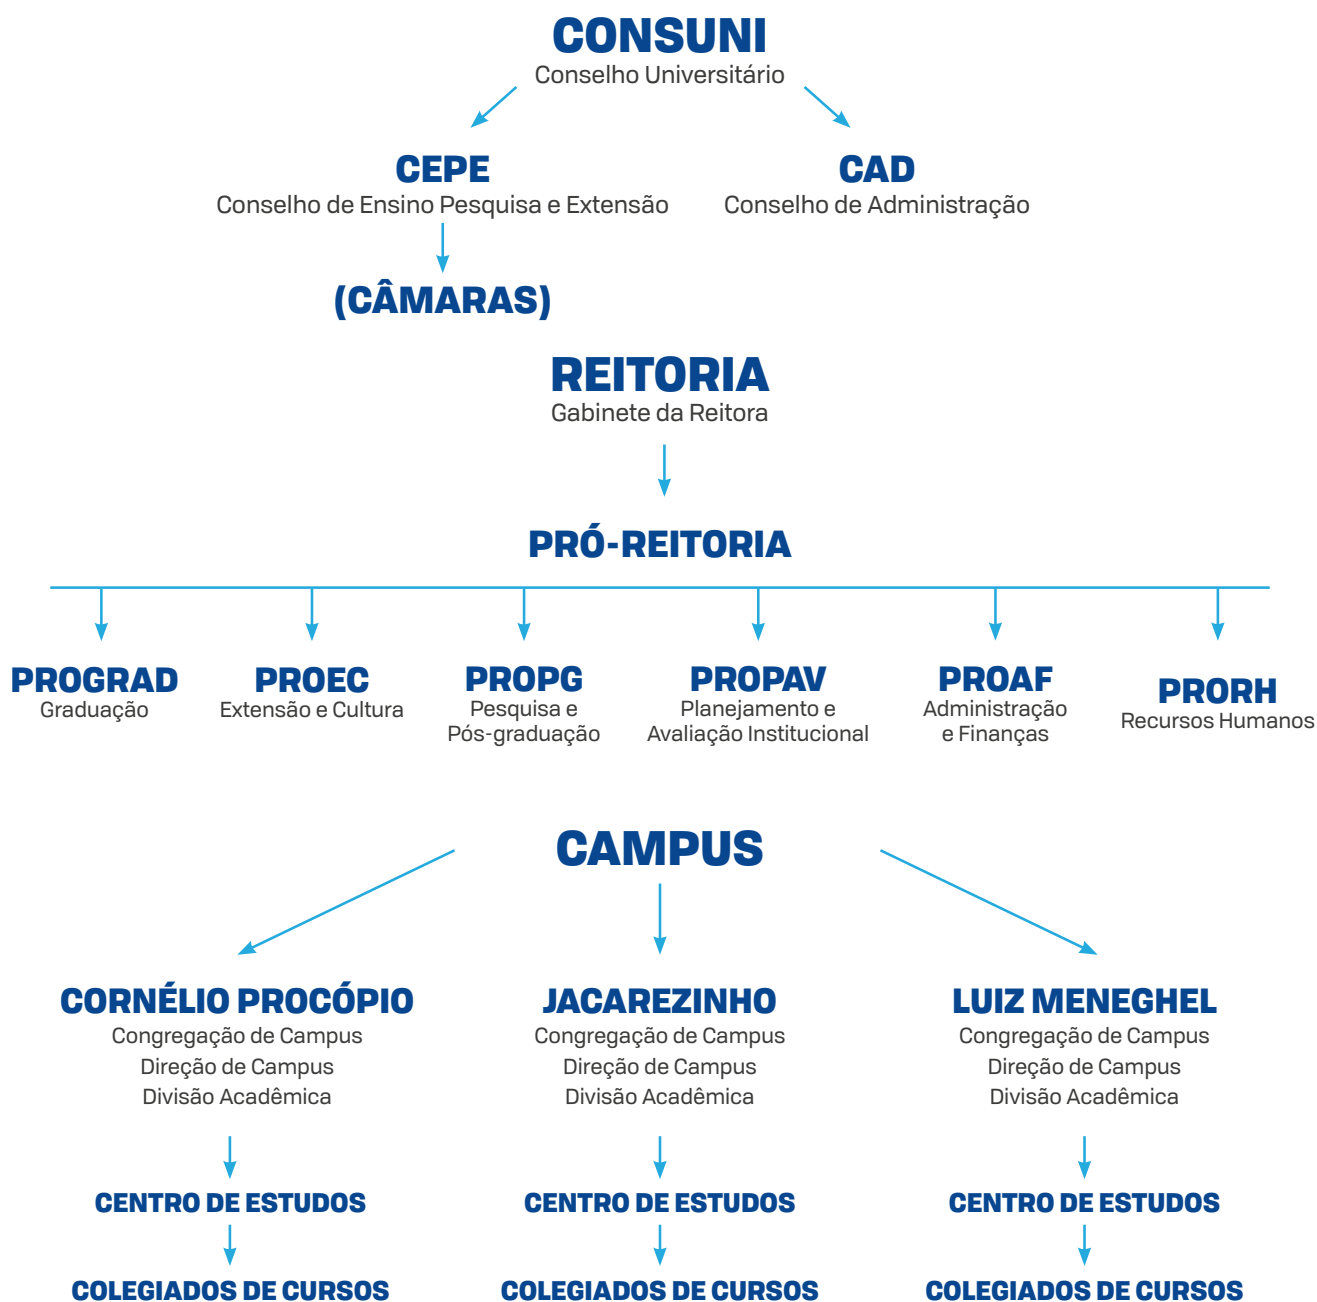 CONSUNI
Conselho Universitário
CEPE
Conselho de Ensino Pesquisa e Extensão
CAD
Conselho de Administração
(CÂMARAS)
REITORIA
Gabinete da Reitora
PRÓ-REITORIA
PROGRAD
Graduação
PROEC
Extensão e Cultura
PROPG
Pesquisa e
Pós-graduação
PROPAV
Planejamento e
Avaliação Institucional
PROAF
Administração
e Finanças
PRORH
Recursos Humanos
CAMPUS
CORNÉLIO PROCÓPIO
Congregação de Campus
Direção de Campus
Divisão Acadêmica
CENTRO DE ESTUDOS
COLEGIADOS DE CURSOS
JACAREZINHO
Congregação de Campus
Direção de Campus
Divisão Acadêmica
CENTRO DE ESTUDOS
COLEGIADOS DE CURSOS
LUIZ MENEGHEL
Congregação de Campus
Direção de Campus
Divisão Acadêmica
CENTRO DE ESTUDOS
COLEGIADOS DE CURSOS